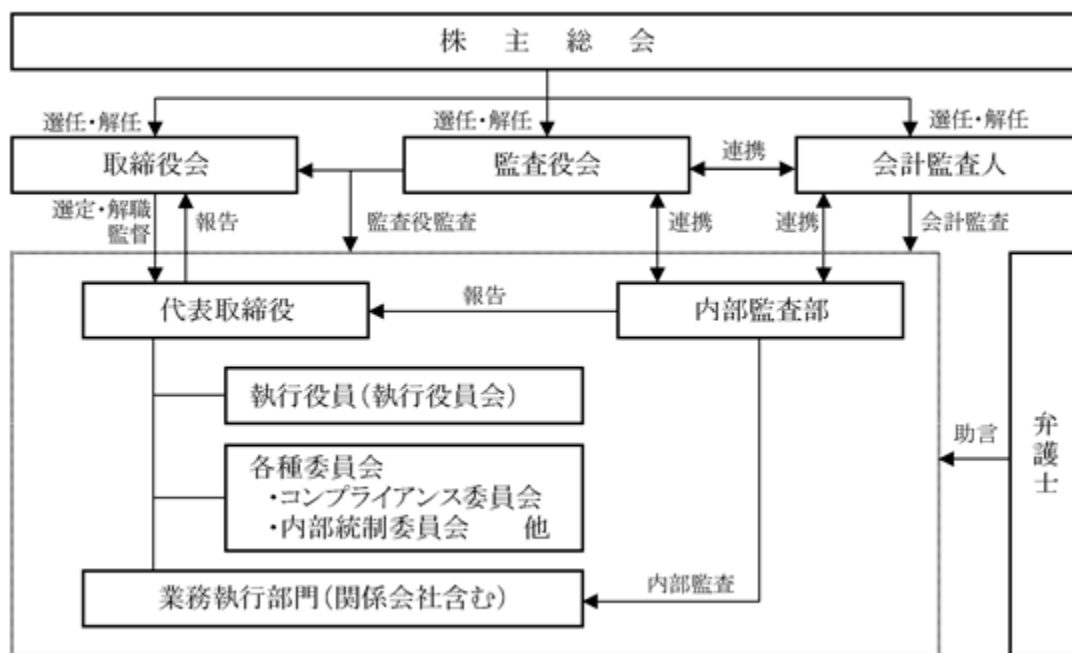 株主総会
選任・解任
選任・解任
選任・解任
取締役会
監査役会
連携
会計監査人
選定・解職
監督
報告
監査役監査
連携
連携
会計監査
代表取締役
報告
内部監査部
執行役員(執行役員会)
各種委員会
・コンプライアンス委員会
・内部統制委員会 他
助言
弁護士
業務執行部門(関係会社含む)
内部監査